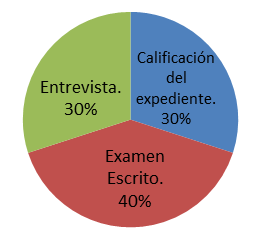 Calificación
del
expediente.
30%
Entrevista.
30%
Examen
Escrito.
40%